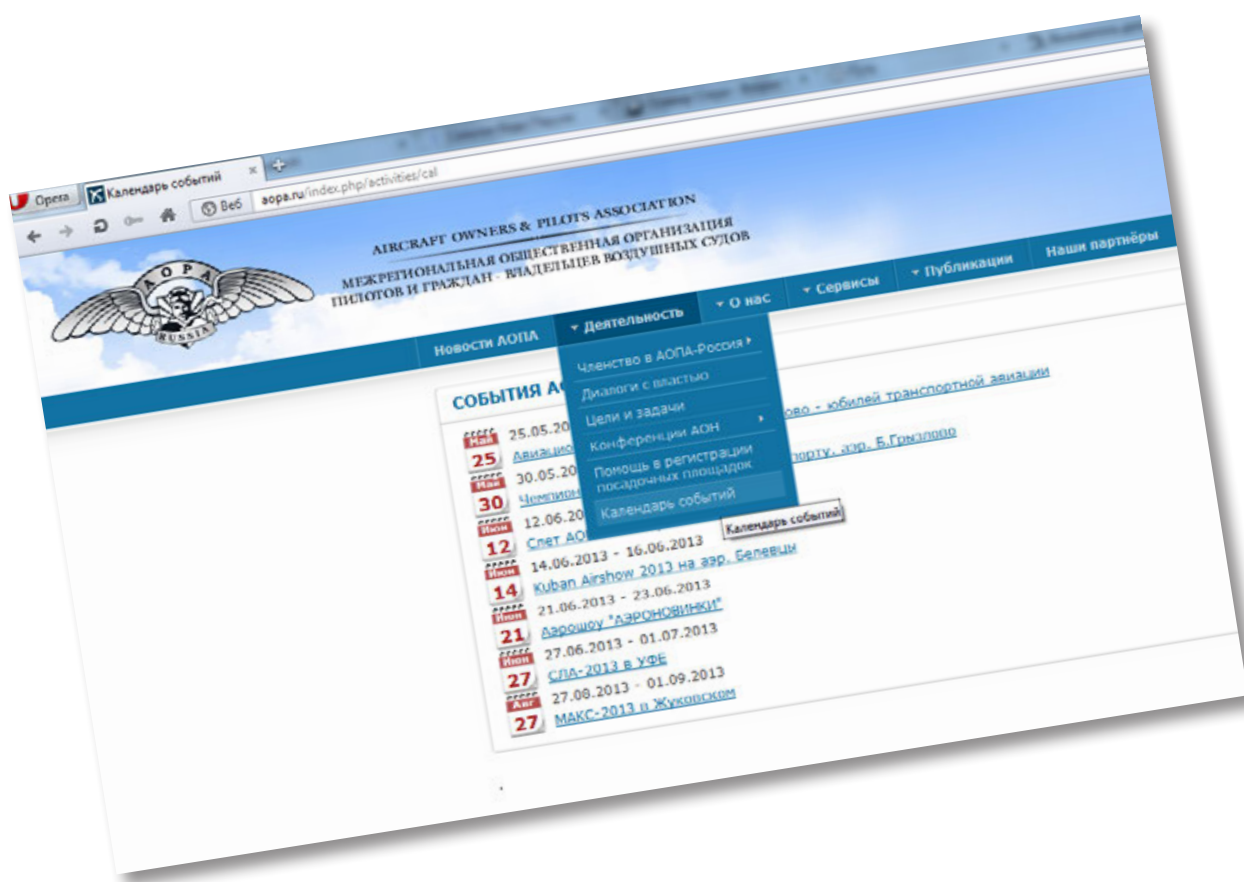 Opera
Календарь событий
Веб
aopa.ru/index.php/activities/cal
AOPA
RUSSIA
AIRCRAFT OWNERS & PILOTS ASSOCIATION
МЕЖРЕГИОНАЛЬНАЯ ОБЩЕСТВЕННАЯ ОРГАНИЗАЦИЯ
ПИЛОТОВ И ГРАЖДАН - ВЛАДЕЛЬЦЕВ ВОЗДУШНЫХ СУДОВ
Новости АОПА
Деятельность
О нас
Сервисы
Публикации
Наши партнёры
Членство в АОПА-Россия
Диалоги с властью
Цели и задачи
Конференции АОН
Помощь в регистрации
посадочных площадок
Календарь событий
Календарь событий
СОБЫТИЯ
Май
25
25.05.20
Авиацио
ово - юбилей транспортной авиации
Май
30
30.05.20
Чемпион
порту, аэр. Б.Грызлово
Июн
12
12.06.20
Слет АО
Июн
14
14.06.2013 - 16.06.2013
Kuban Airshow 2013 на аэр. Белевцы
Июн
21
21.06.2013 - 23.06.2013
Аэрошоу "АЭРОНОВИНКИ"
Июн
27
27.06.2013 - 01.07.2013
СЛА-2013 в УФЕ
Авг
27
27.08.2013 - 01.09.2013
МАКС-2013 в Жуковском